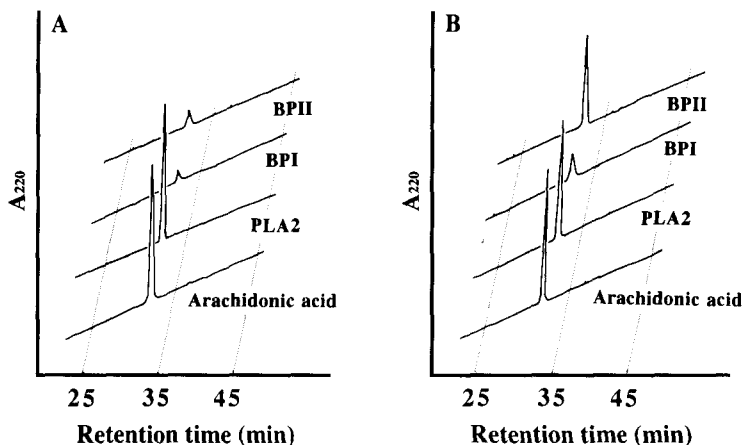 A
BPII
BPI
PLA2
Arachidonic acid
A220
25 35 45
Retention time (min)
B
BPII
BPI
PLA2
Arachidonic acid
A220
25 35 45
Retention time (min)